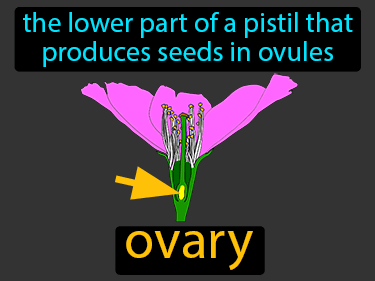 the lower part of a pistil that
produces seeds in ovules
ovary